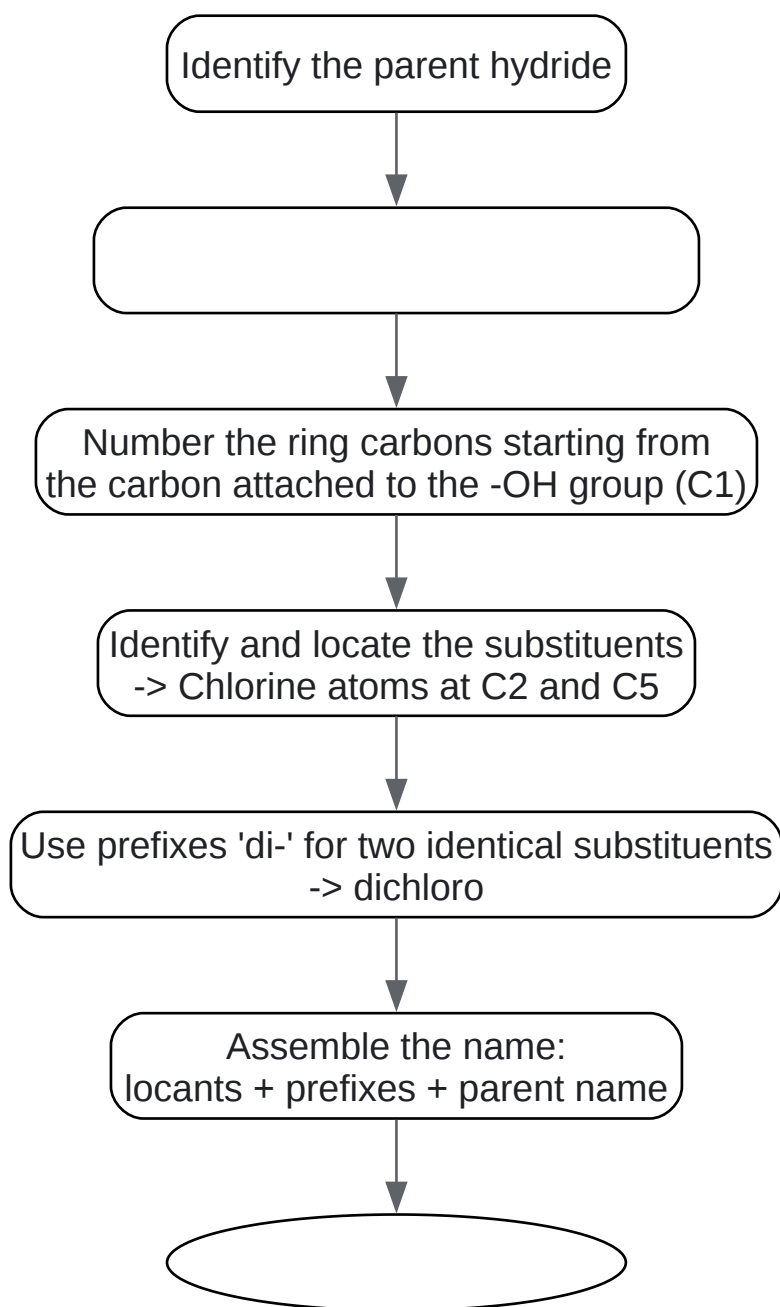 Identify the parent hydride
Number the ring carbons starting from
the carbon attached to the -OH group (C1)
Identify and locate the substituents
-> Chlorine atoms at C2 and C5
Use prefixes 'di-' for two identical substituents
-> dichloro
Assemble the name:
locants + prefixes + parent name